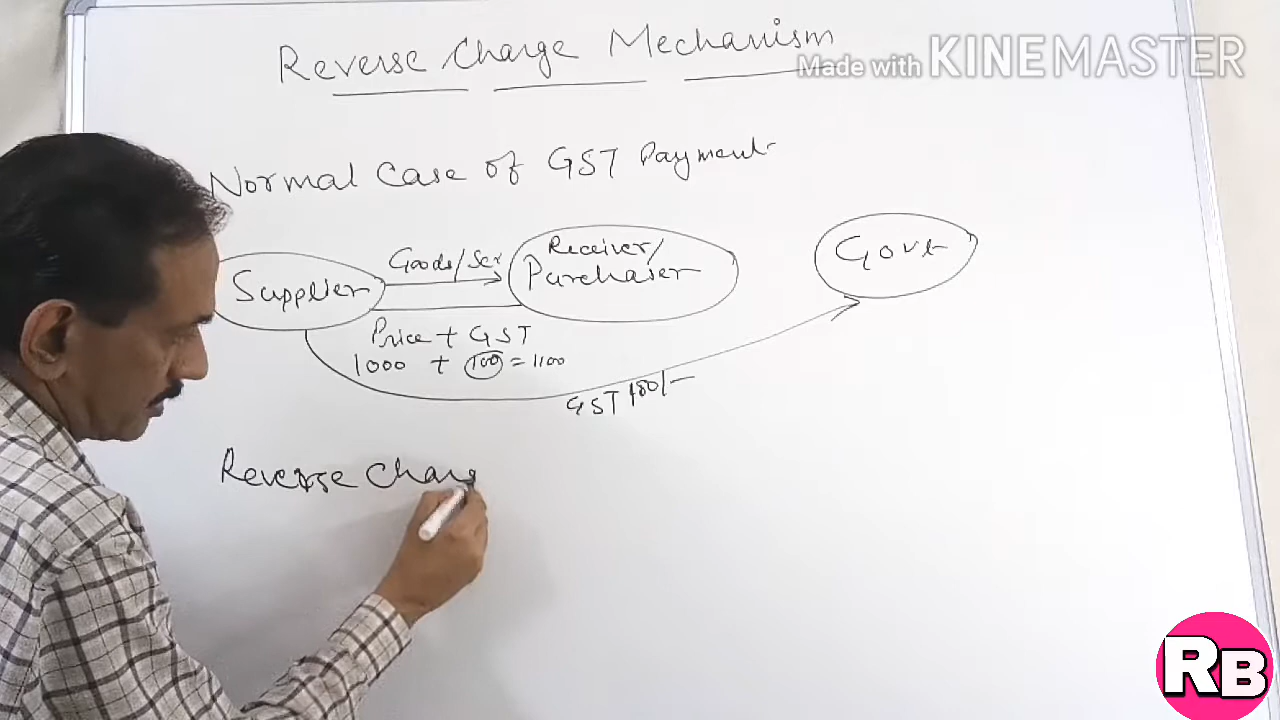 Reverse Charge Mechanism
Made with KINEMASTER
Normal Case of GST Payment
Supplier
Goods/Ser
Receiver/
Purchaser
Govt
Price + GST
1000 + 100 = 1100
GST 100/-
Reverse Charg
RB